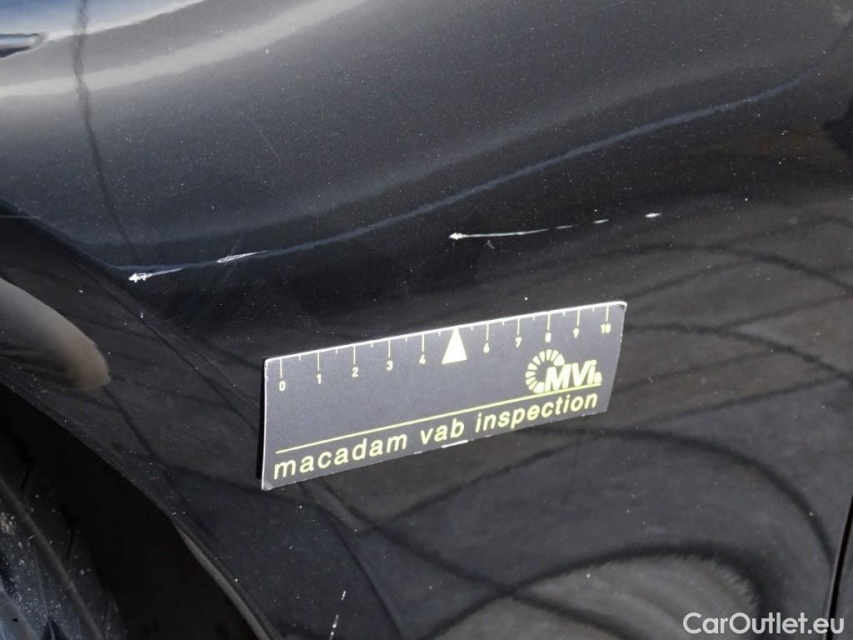 0 1 2 3 4 6 7 8 9 10
MVi
macadam vab inspection
CarOutlet.eu